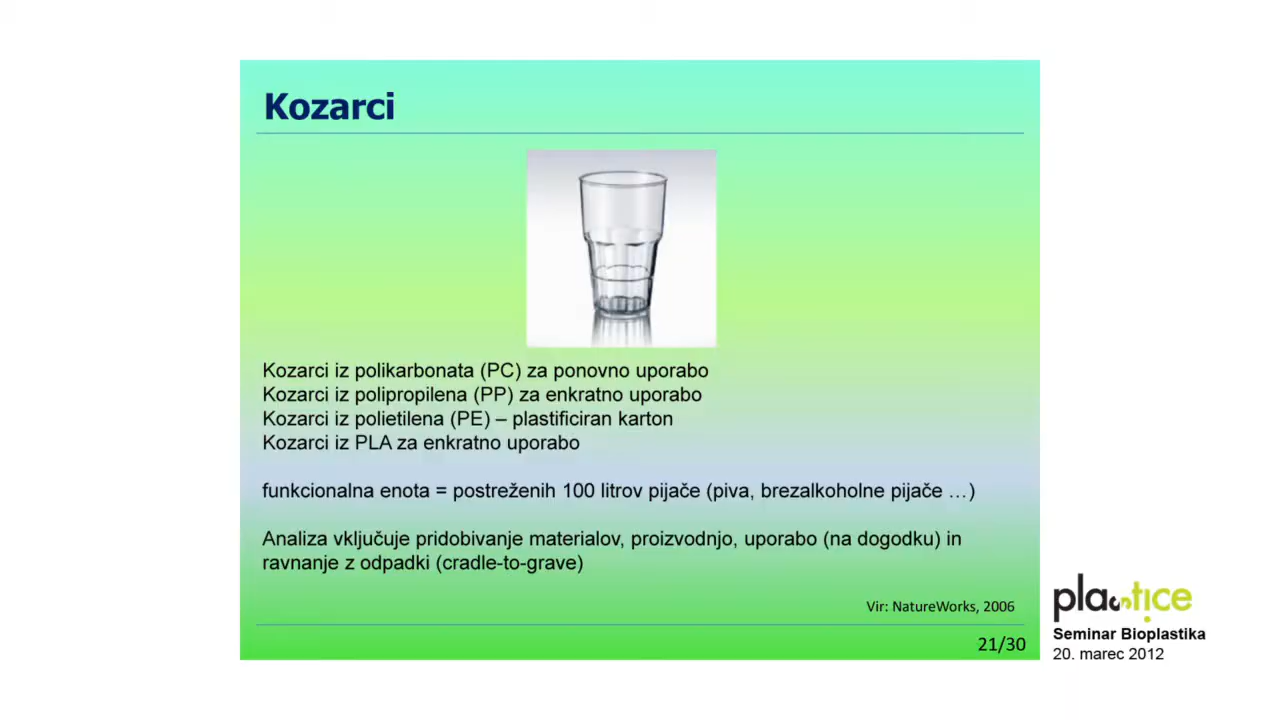 Kozarci
Kozarci iz polikarbonata (PC) za ponovno uporabo
Kozarci iz polipropilena (PP) za enkratno uporabo
Kozarci iz polietilena (PE) – plastificiran karton
Kozarci iz PLA za enkratno uporabo
funkcionalna enota = postreženih 100 litrov pijače (piva, brezalkoholne pijače …)
Analiza vključuje pridobivanje materialov, proizvodnjo, uporabo (na dogodku) in
ravnanje z odpadki (cradle-to-grave)
Vir: NatureWorks, 2006
21/30
plastice
Seminar Bioplastika
20. marec 2012